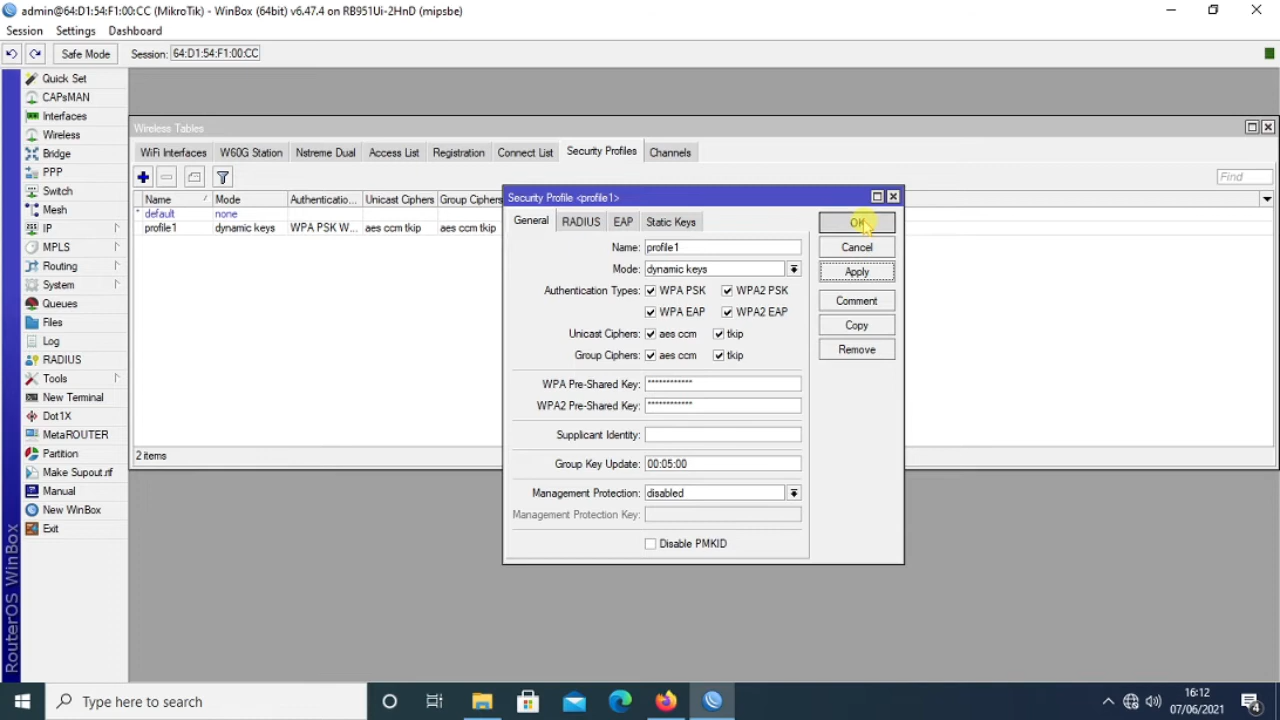 admin@64:D1:54:F1:00:CC (MikroTik) - WinBox (64bit) v6.47.4 on RB951Ui-2HnD (mipsbe)
Session Settings Dashboard
Safe Mode Session: 64:D1:54:F1:00:CC
Quick Set
CAPsMAN
Interfaces
Wireless
Bridge
PPP
Switch
Mesh
IP
MPLS
Routing
System
Queues
Files
Log
RADIUS
Tools
New Terminal
Dot1X
MetaROUTER
Partition
Make Supout.rif
Manual
New WinBox
Exit
RouterOS WinBox
Wireless Tables
WiFi Interfaces W60G Station Nstreme Dual Access List Registration Connect List Security Profiles Channels
Find
Name Mode Authenticatio... Unicast Ciphers Group Ciphers
* default none
profile1 dynamic keys WPA PSK W... aes ccm tkip aes ccm tkip
2 items
Security Profile <profile1>
General RADIUS EAP Static Keys
Name: profile1
Mode: dynamic keys
Authentication Types: WPA PSK WPA2 PSK
WPA EAP WPA2 EAP
Unicast Ciphers: aes ccm tkip
Group Ciphers: aes ccm tkip
WPA Pre-Shared Key: ************
WPA2 Pre-Shared Key: ************
Supplicant Identity:
Group Key Update: 00:05:00
Management Protection: disabled
Management Protection Key:
Disable PMKID
OK
Cancel
Apply
Comment
Copy
Remove
Type here to search
16:12
07/06/2021
4